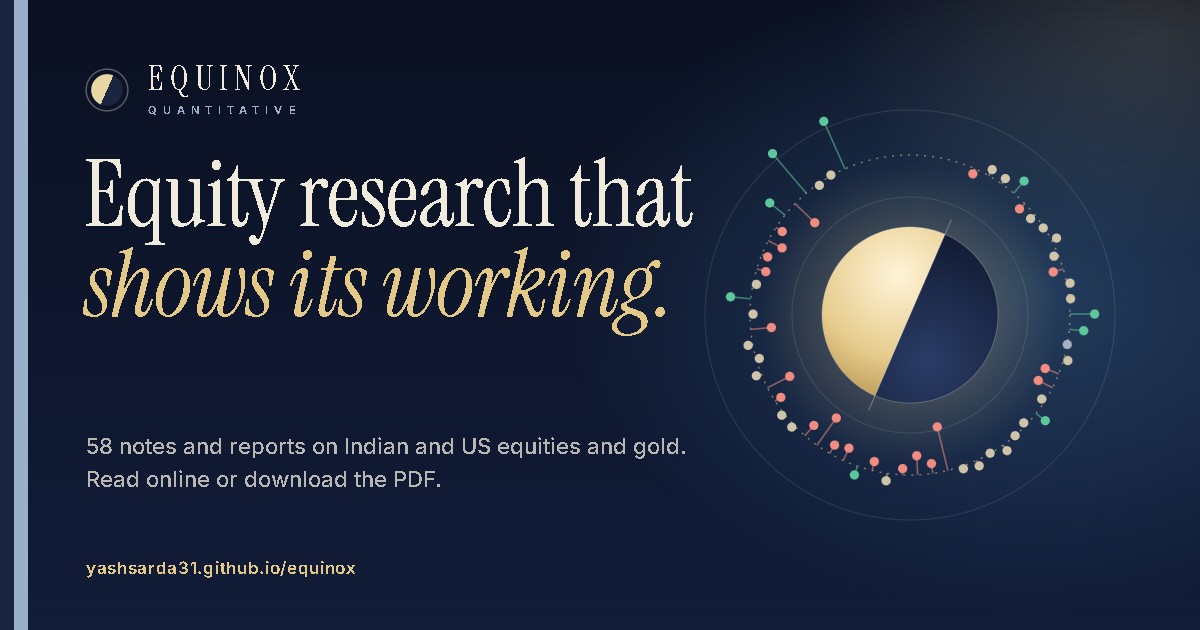 EQUINOX
QUANTITATIVE
Equity research that
shows its working.
58 notes and reports on Indian and US equities and gold.
Read online or download the PDF.
yashsarda31.github.io/equinox